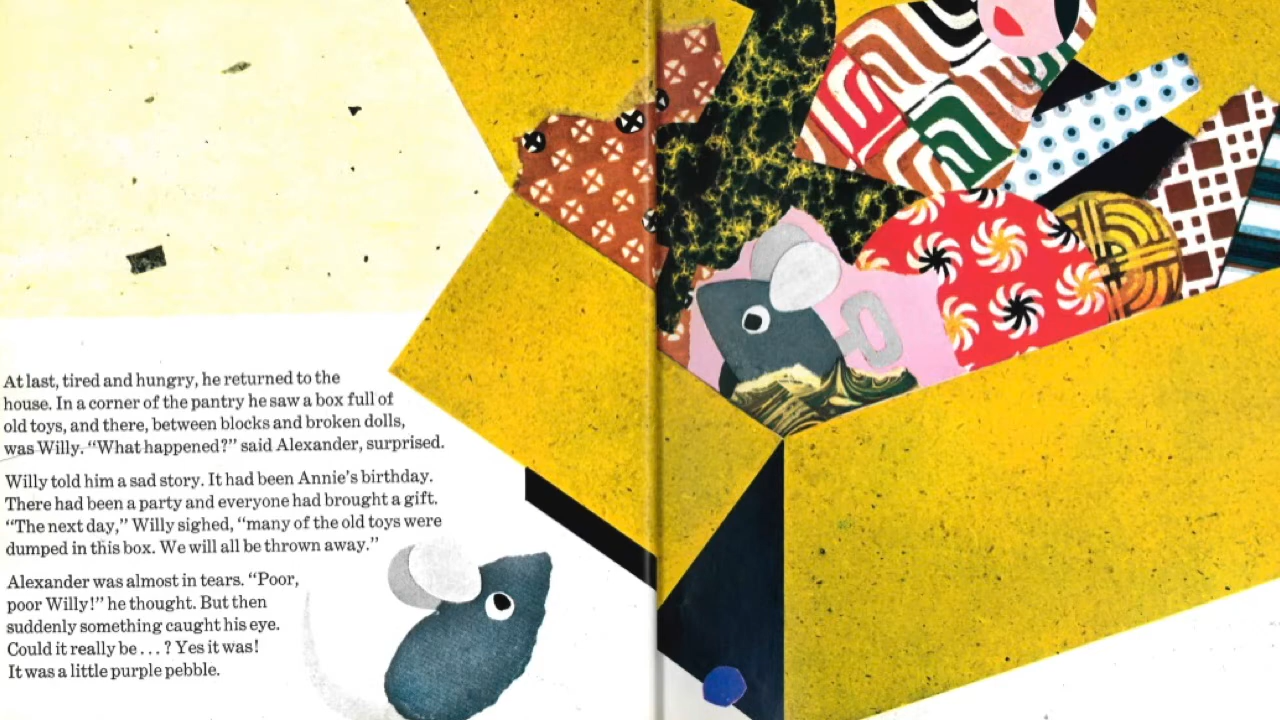 At last, tired and hungry, he returned to the
house. In a corner of the pantry he saw a box full of
old toys, and there, between blocks and broken dolls,
was Willy. “What happened?” said Alexander, surprised.
Willy told him a sad story. It had been Annie’s birthday.
There had been a party and everyone had brought a gift.
“The next day,” Willy sighed, “many of the old toys were
dumped in this box. We will all be thrown away.”
Alexander was almost in tears. “Poor,
poor Willy!” he thought. But then
suddenly something caught his eye.
Could it really be . . . ? Yes it was!
It was a little purple pebble.